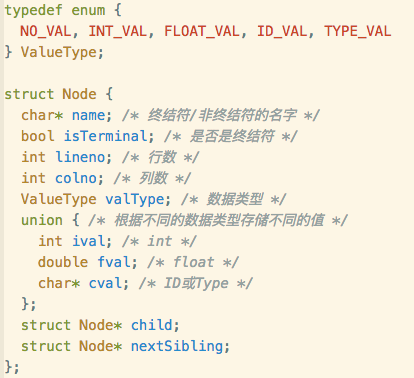 typedef enum {
  NO_VAL, INT_VAL, FLOAT_VAL, ID_VAL, TYPE_VAL
} ValueType;

struct Node {
  char* name; /* 终结符/非终结符的名字 */
  bool isTerminal; /* 是否是终结符 */
  int lineno; /* 行数 */
  int colno; /* 列数 */
  ValueType valType; /* 数据类型 */
  union { /* 根据不同的数据类型存储不同的值 */
    int ival; /* int */
    double fval; /* float */
    char* cval; /* ID或Type */
  };
  struct Node* child;
  struct Node* nextSibling;
};